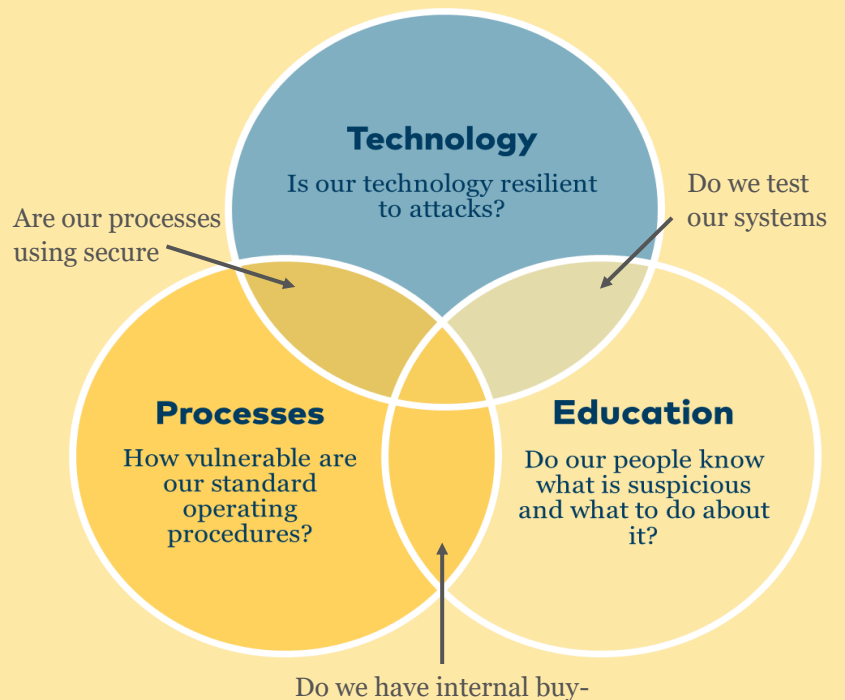 Technology
Is our technology resilient
to attacks?
Do we test
our systems
Are our processes
using secure
Processes
How vulnerable are
our standard
operating
procedures?
Education
Do our people know
what is suspicious
and what to do about
it?
Do we have internal buy-